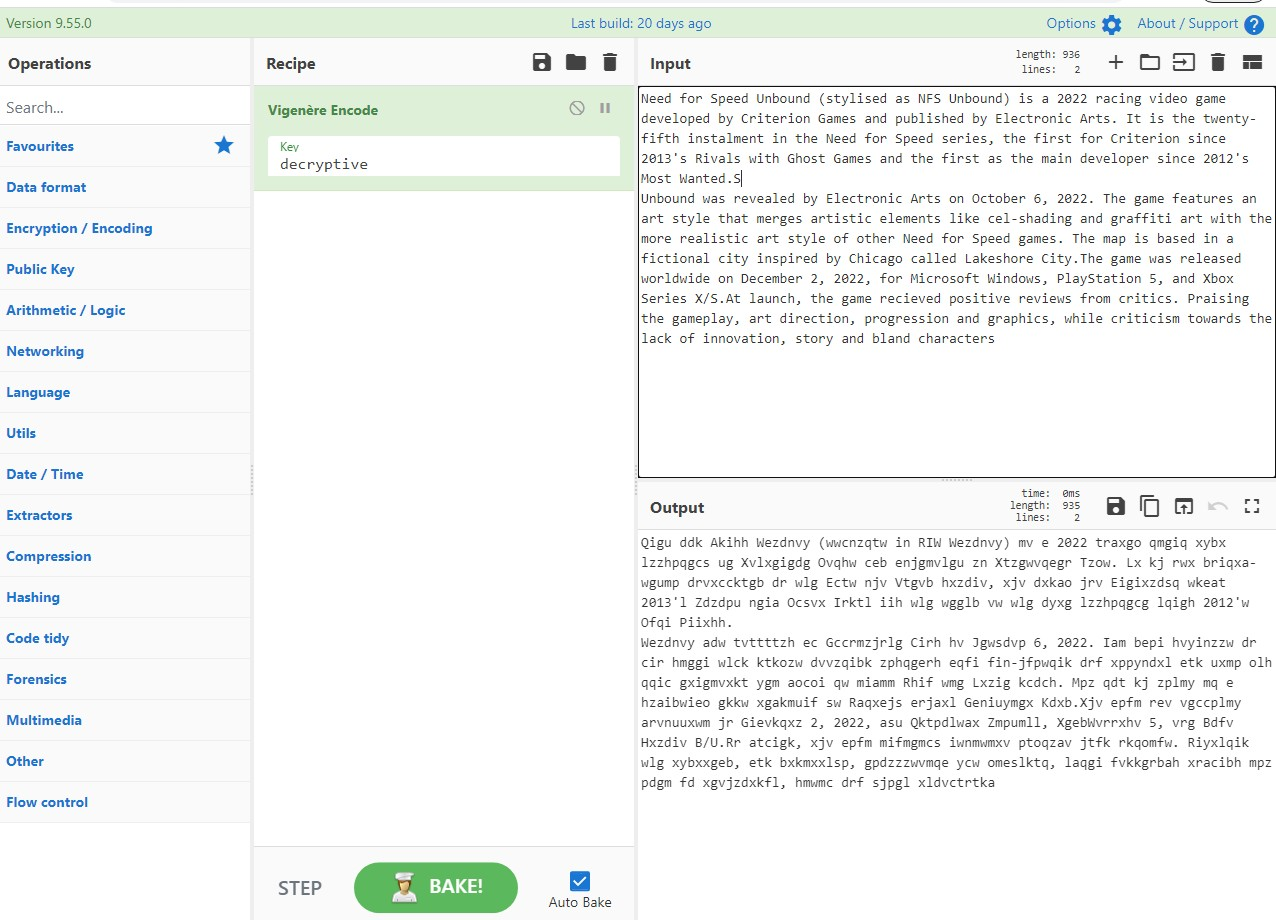 Version 9.55.0
Last build: 20 days ago
Options
About / Support
?
Operations
Search...
Favourites
Data format
Encryption / Encoding
Public Key
Arithmetic / Logic
Networking
Language
Utils
Date / Time
Extractors
Compression
Hashing
Code tidy
Forensics
Multimedia
Other
Flow control
Recipe
Vigenère Encode
Key
decryptive
STEP
BAKE!
Auto Bake
Input
length: 936
lines: 2
Need for Speed Unbound (stylised as NFS Unbound) is a 2022 racing video game
developed by Criterion Games and published by Electronic Arts. It is the twenty-
fifth instalment in the Need for Speed series, the first for Criterion since
2013's Rivals with Ghost Games and the first as the main developer since 2012's
Most Wanted.S
Unbound was revealed by Electronic Arts on October 6, 2022. The game features an
art style that merges artistic elements like cel-shading and graffiti art with the
more realistic art style of other Need for Speed games. The map is based in a
fictional city inspired by Chicago called Lakeshore City.The game was released
worldwide on December 2, 2022, for Microsoft Windows, PlayStation 5, and Xbox
Series X/S.At launch, the game recieved positive reviews from critics. Praising
the gameplay, art direction, progression and graphics, while criticism towards the
lack of innovation, story and bland characters
Output
time: 0ms
length: 935
lines: 2
Qigu ddk Akihh Wezdnvy (wwcnzqtw in RIW Wezdnvy) mv e 2022 traxgo qmgiq xybx
lzzhpqgcs ug Xvlxgigdg Ovqhw ceb enjgmvlgu zn Xtzgwvqegr Tzow. Lx kj rwx briqxa-
wgump drvxccktgb dr wlg Ectw njv Vtgvb hxzdiv, xjv dxkao jrv Eigixzdsq wkeat
2013'l Zdzdpu ngia Ocsvx Irktl iih wlg wgglb vw wlg dyxg lzzhpqgcg lqigh 2012'w
Ofqi Piixhh.
Wezdnvy adw tvttttzh ec Gccrmzjrlg Cirh hv Jgwsdvp 6, 2022. Iam bepi hvyinzzw dr
cir hmggi wlck ktkozw dvvzqibk zphqgerh eqfi fin-jfpwqik drf xppyndxl etk uxmp olh
qqic gxigmvxkt ygm aocoi qw miamm Rhif wmg Lxzig kcdch. Mpz qdt kj zplmy mq e
hzaibwieo gkkw xgakmuif sw Raqxejs erjaxl Geniuymgx Kdxb.Xjv epfm rev vgccplmy
arvnuuxwm jr Gievkqxz 2, 2022, asu Qktpdlwax Zmpumll, XgebWvrrxhv 5, vrg Bdfv
Hxzdiv B/U.Rr atcigk, xjv epfm mifmgmcs iwnmwmxv ptoqzav jtfk rkqomfw. Riyxlqik
wlg xybxxgeb, etk bxkmxxlsp, gpdzzzwvmqe ycw omeslktq, laqgi fvkkgrbah xracibh mpz
pdgm fd xgvjzdxkfl, hmwmc drf sjpgl xldvctrtka